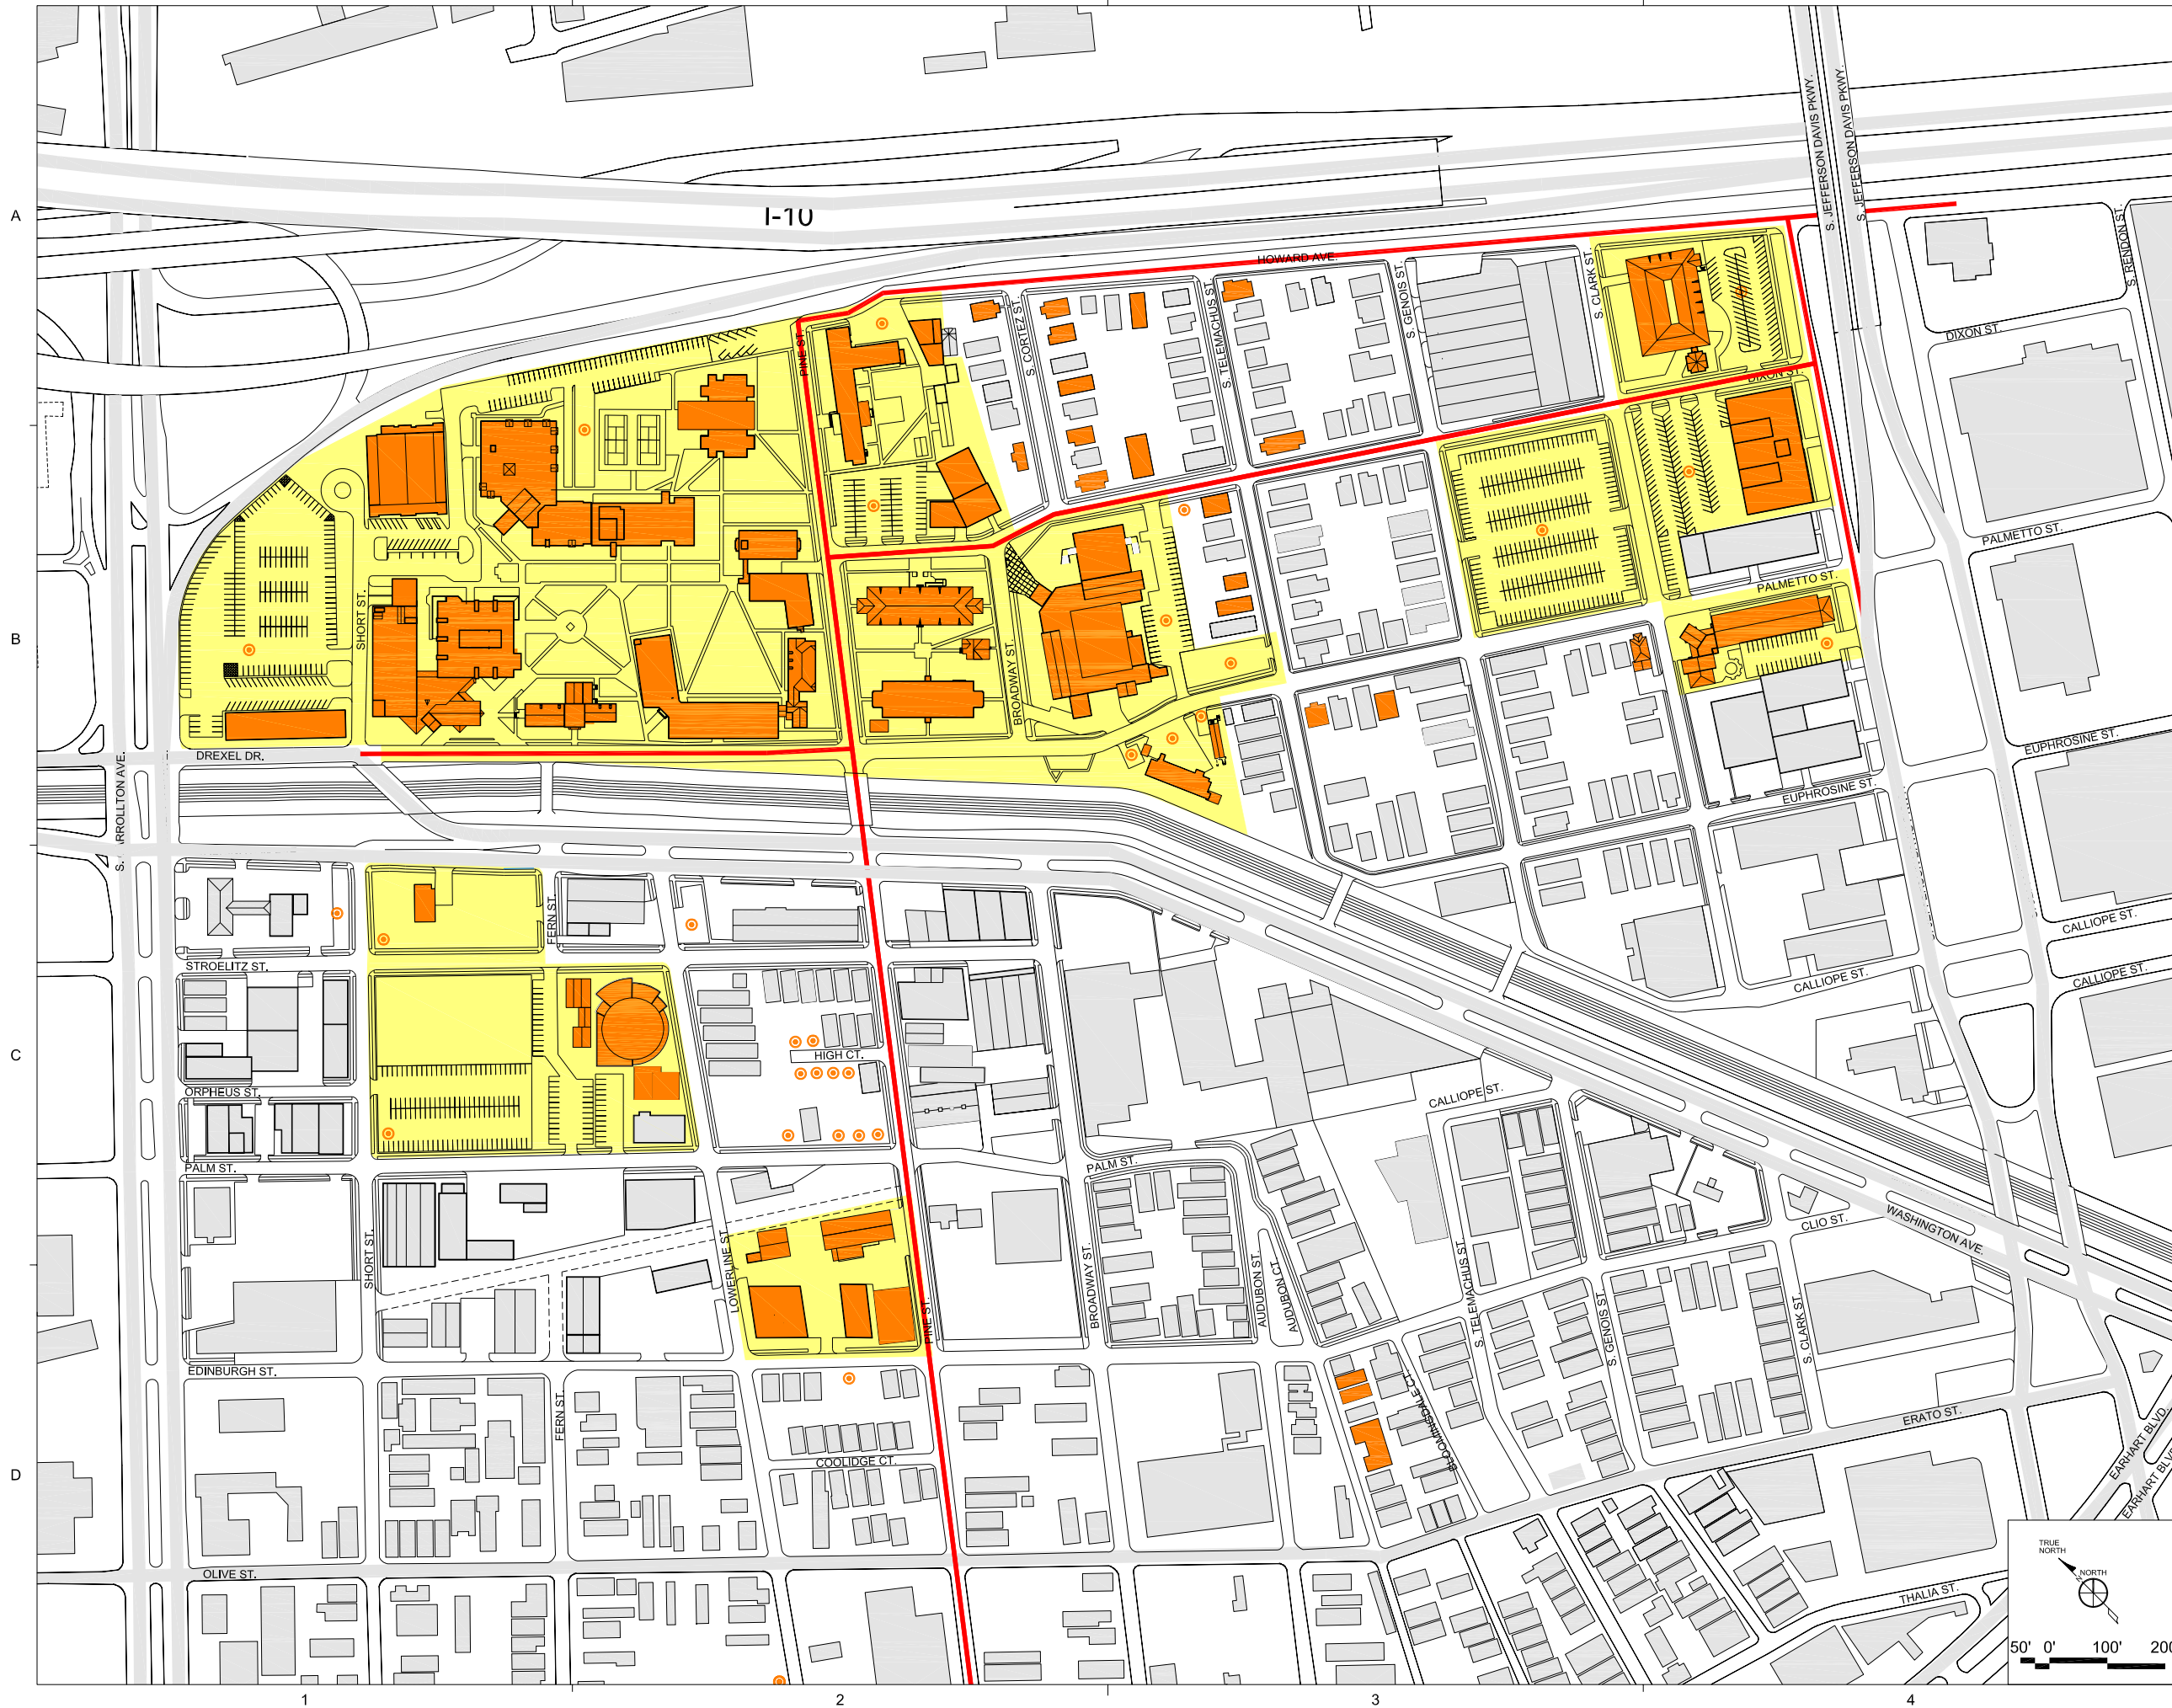 S. JEFFERSON DAVIS PKWY.
S. JEFFERSON DAVIS PKWY.
A
I-10
S. RENDON ST.
HOWARD AVE.
S. CLARK ST.
S. GENOIS ST.
S. TELEMACHUS ST.
S. CORTEZ ST.
PINE ST.
DIXON ST.
DIXON ST.
PALMETTO ST.
PALMETTO ST.
SHORT ST.
B
BROADWAY ST.
DREXEL DR.
EUPHROSINE ST.
EUPHROSINE ST.
S. CARROLLTON AVE.
FERN ST.
CALLIOPE ST.
STROELITZ ST.
CALLIOPE ST.
CALLIOPE ST.
C
HIGH CT.
ORPHEUS ST.
CALLIOPE ST.
PALM ST.
PALM ST.
CLIO ST.
WASHINGTON AVE.
SHORT ST.
LOWERLINE ST.
BROADWAY ST.
AUDUBON ST.
AUDUBON CT.
S. TELEMACHUS ST.
S. GENOIS ST.
S. CLARK ST.
PINE ST.
EDINBURGH ST.
FERN ST.
BLOOMINGDALE CT.
ERATO ST.
EARHART BLVD.
EARHART BLVD.
COOLIDGE CT.
D
OLIVE ST.
THALIA ST.
TRUE
NORTH
NORTH
N
50' 0' 100' 200
1 2 3 4